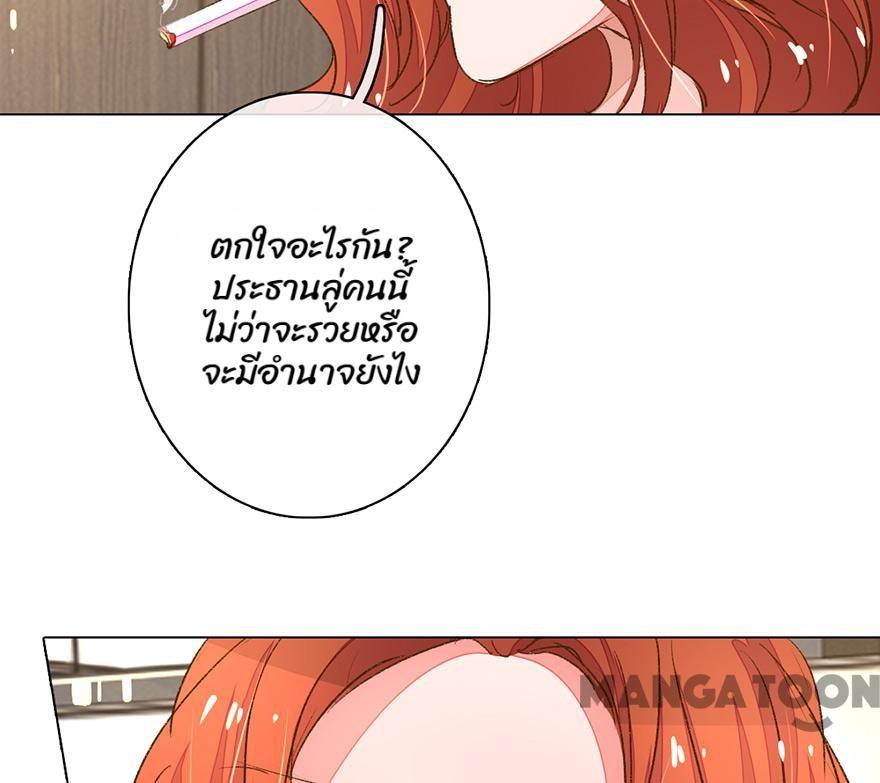 ตกใจอะไรกัน?
ประธานลู่คนนี้
ไม่ว่าจะรวยหรือ
จะมีอำนาจยังไง
MANGATOON